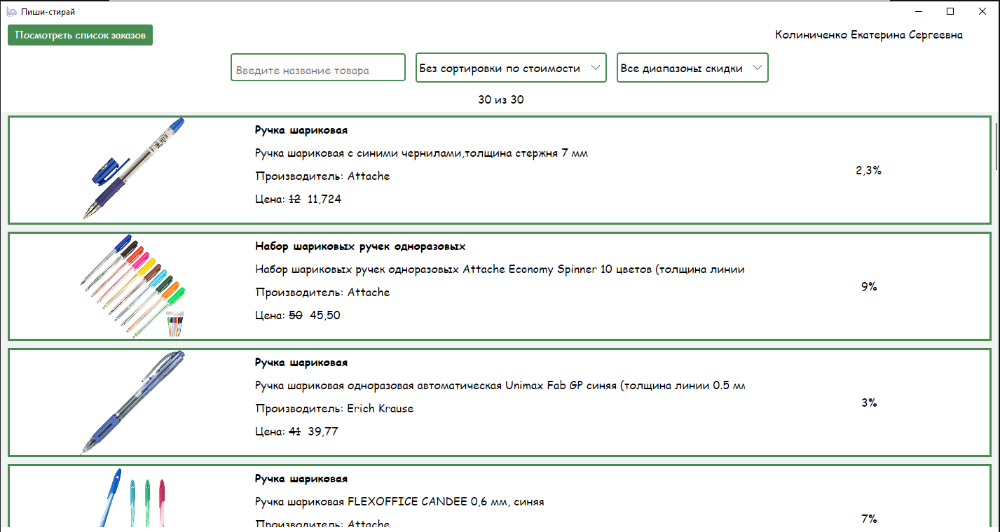 Пиши-стирай
Посмотреть список заказов
Колиниченко Екатерина Сергеевна
Введите название товара
Без сортировки по стоимости
Все диапазоны скидки
30 из 30
Ручка шариковая
Ручка шариковая с синими чернилами,толщина стержня 7 мм
Производитель: Attache
Цена: 12 11,724
2,3%
Набор шариковых ручек одноразовых
Набор шариковых ручек одноразовых Attache Economy Spinner 10 цветов (толщина линии
Производитель: Attache
Цена: 50 45,50
9%
Ручка шариковая
Ручка шариковая одноразовая автоматическая Unimax Fab GP синяя (толщина линии 0.5 мм
Производитель: Erich Krause
Цена: 41 39,77
3%
Ручка шариковая
Ручка шариковая FLEXOFFICE CANDEE 0,6 мм, синяя
Производитель: Attache
7%